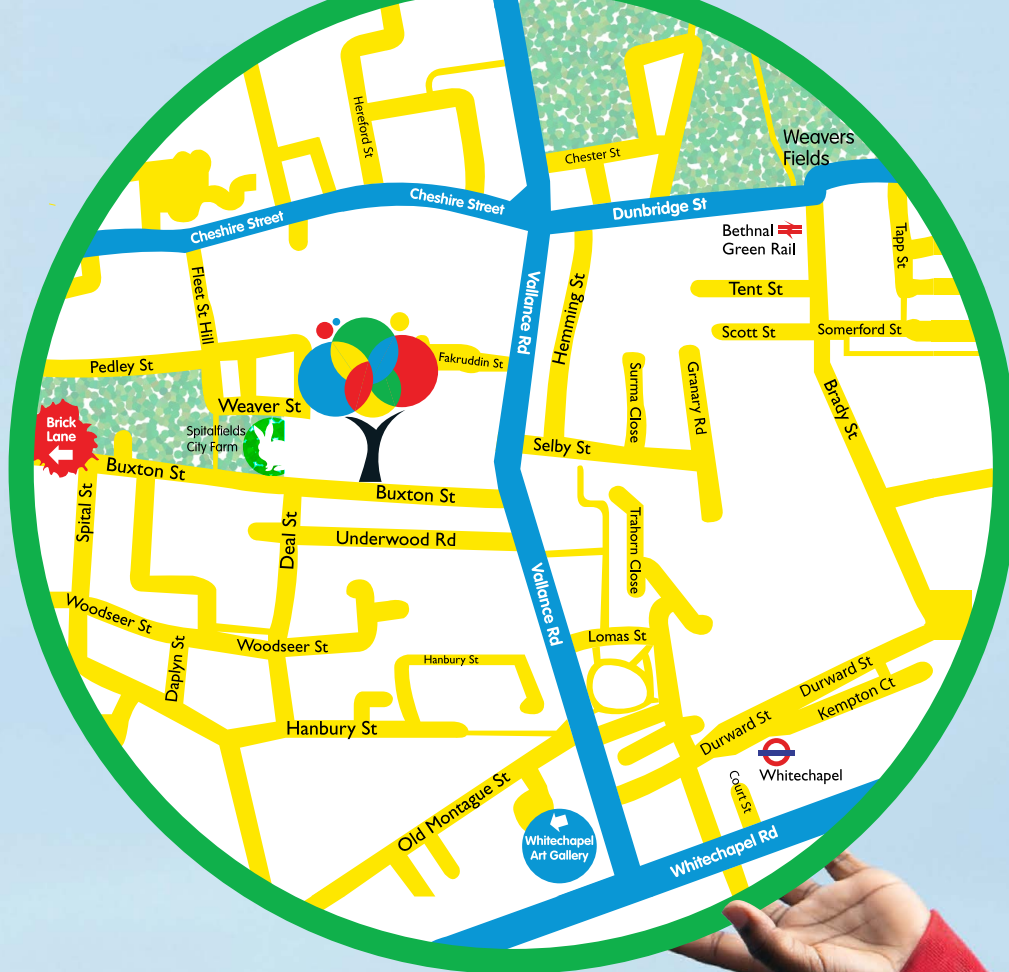 Hereford St
Chester St
Weavers
Fields
Cheshire Street
Cheshire Street
Dunbridge St
Bethnal
Green Rail
Tapp St
Fleet St Hill
Vallance Rd
Hemming St
Tent St
Scott St
Somerford St
Pedley St
Fakruddin St
Surma Close
Granary Rd
Brady St
Weaver St
Brick
Lane
Spitalfields
City Farm
Selby St
Buxton St
Buxton St
Spital St
Deal St
Underwood Rd
Trahorn Close
Vallance Rd
Woodseer St
Woodseer St
Daplyn St
Lomas St
Hanbury St
Durward St
Kempton Ct
Hanbury St
Durward St
Whitechapel
Court St
Old Montague St
Whitechapel
Art Gallery
Whitechapel Rd